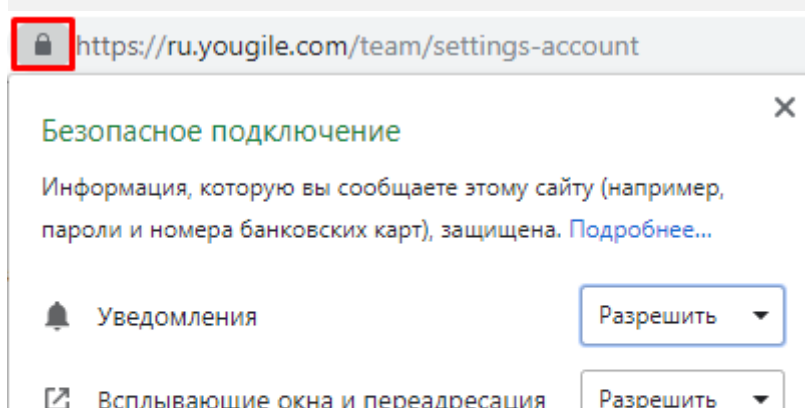 https://ru.yougile.com/team/settings-account
Безопасное подключение
Информация, которую вы сообщаете этому сайту (например,
пароли и номера банковских карт), защищена. Подробнее...
Уведомления Разрешить
Всплывающие окна и переадресация Разрешить